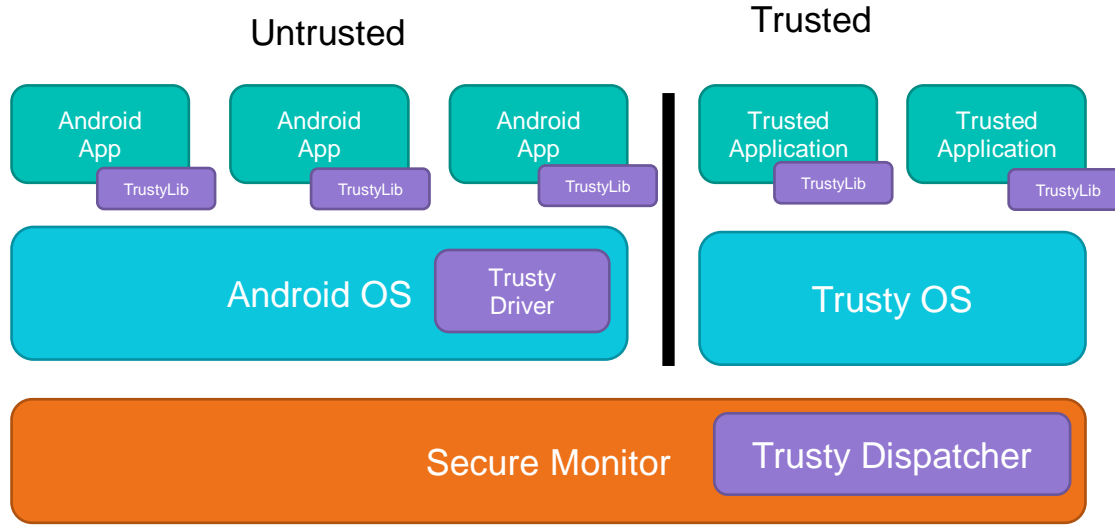 Untrusted
Trusted
Android
App
TrustyLib
Android
App
TrustyLib
Android
App
TrustyLib
Trusted
Application
TrustyLib
Trusted
Application
TrustyLib
Android OS
Trusty
Driver
Trusty OS
Secure Monitor
Trusty Dispatcher